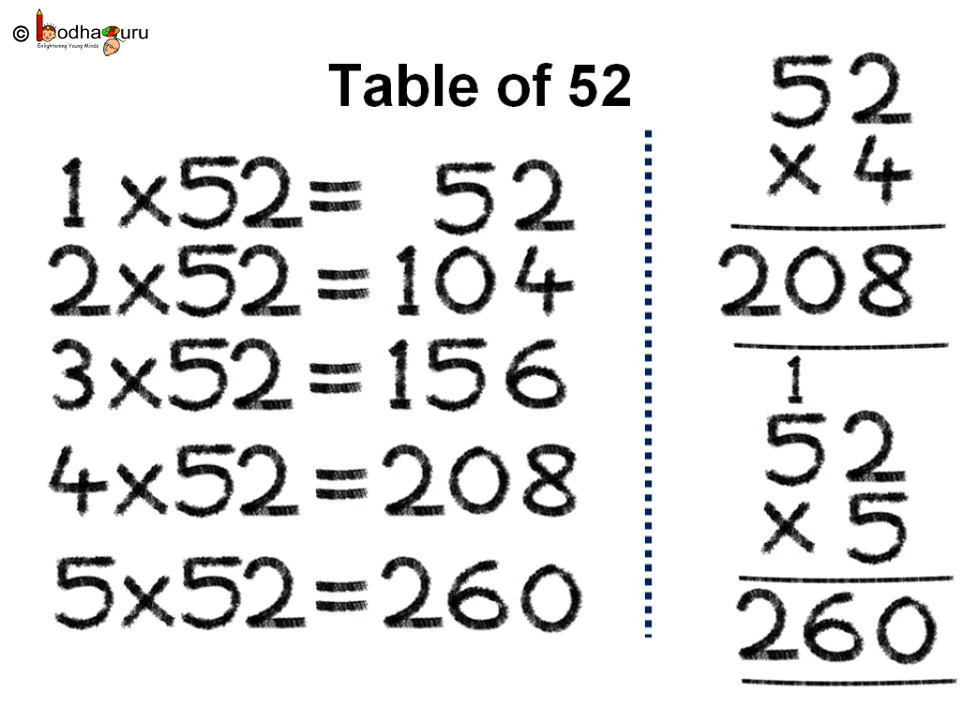 © BodhaGuru
Enlightening Young Minds
Table of 52
1 x 52 = 52
2 x 52 = 104
3 x 52 = 156
4 x 52 = 208
5 x 52 = 260
52
x 4
208
1
52
x 5
260